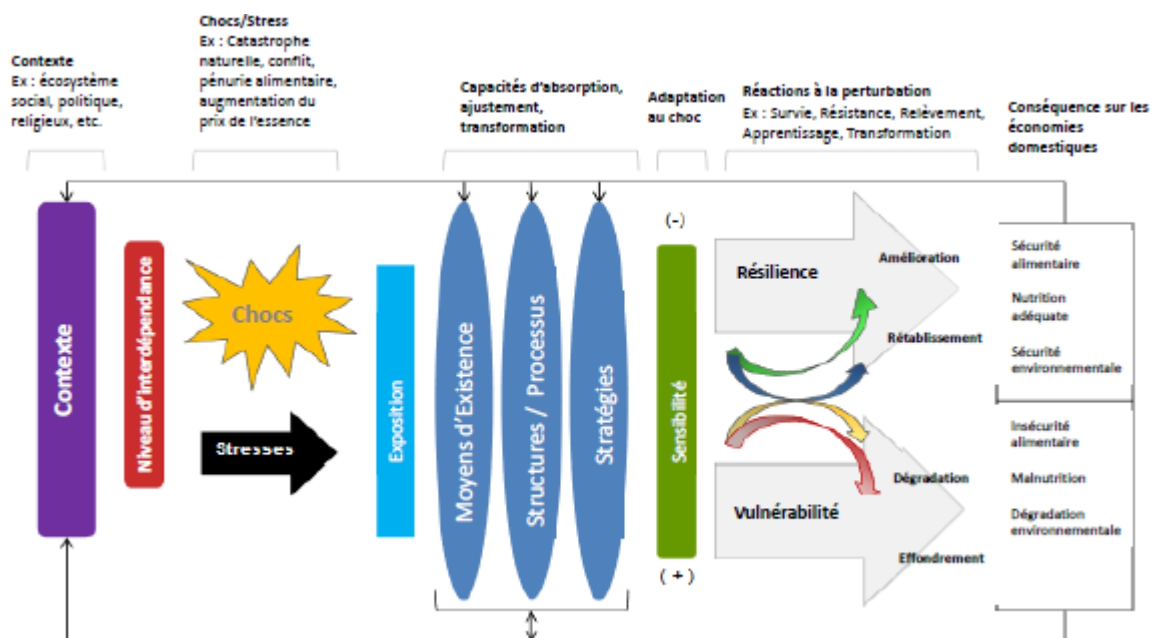 Contexte
Ex : écosystème
social, politique,
religieux, etc.
Chocs/Stress
Ex : Catastrophe
naturelle, conflit,
pénurie alimentaire,
augmentation du
prix de l'essence
Capacités d'absorption,
ajustement,
transformation
Adaptation
au choc
Réactions à la perturbation
Ex : Survie, Résistance, Relèvement,
Apprentissage, Transformation
Conséquence sur les
économies
domestiques
Contexte
Niveau d'interdépendance
Chocs
Stresses
Exposition
Moyens d'Existence
Structures / Processus
Stratégies
(-)
Sensibilité
(+)
Résilience
Amélioration
Rétablissement
Vulnérabilité
Dégradation
Effondrement
Sécurité
alimentaire
Nutrition
adéquate
Sécurité
environnementale
Insécurité
alimentaire
Malnutrition
Dégradation
environnementale